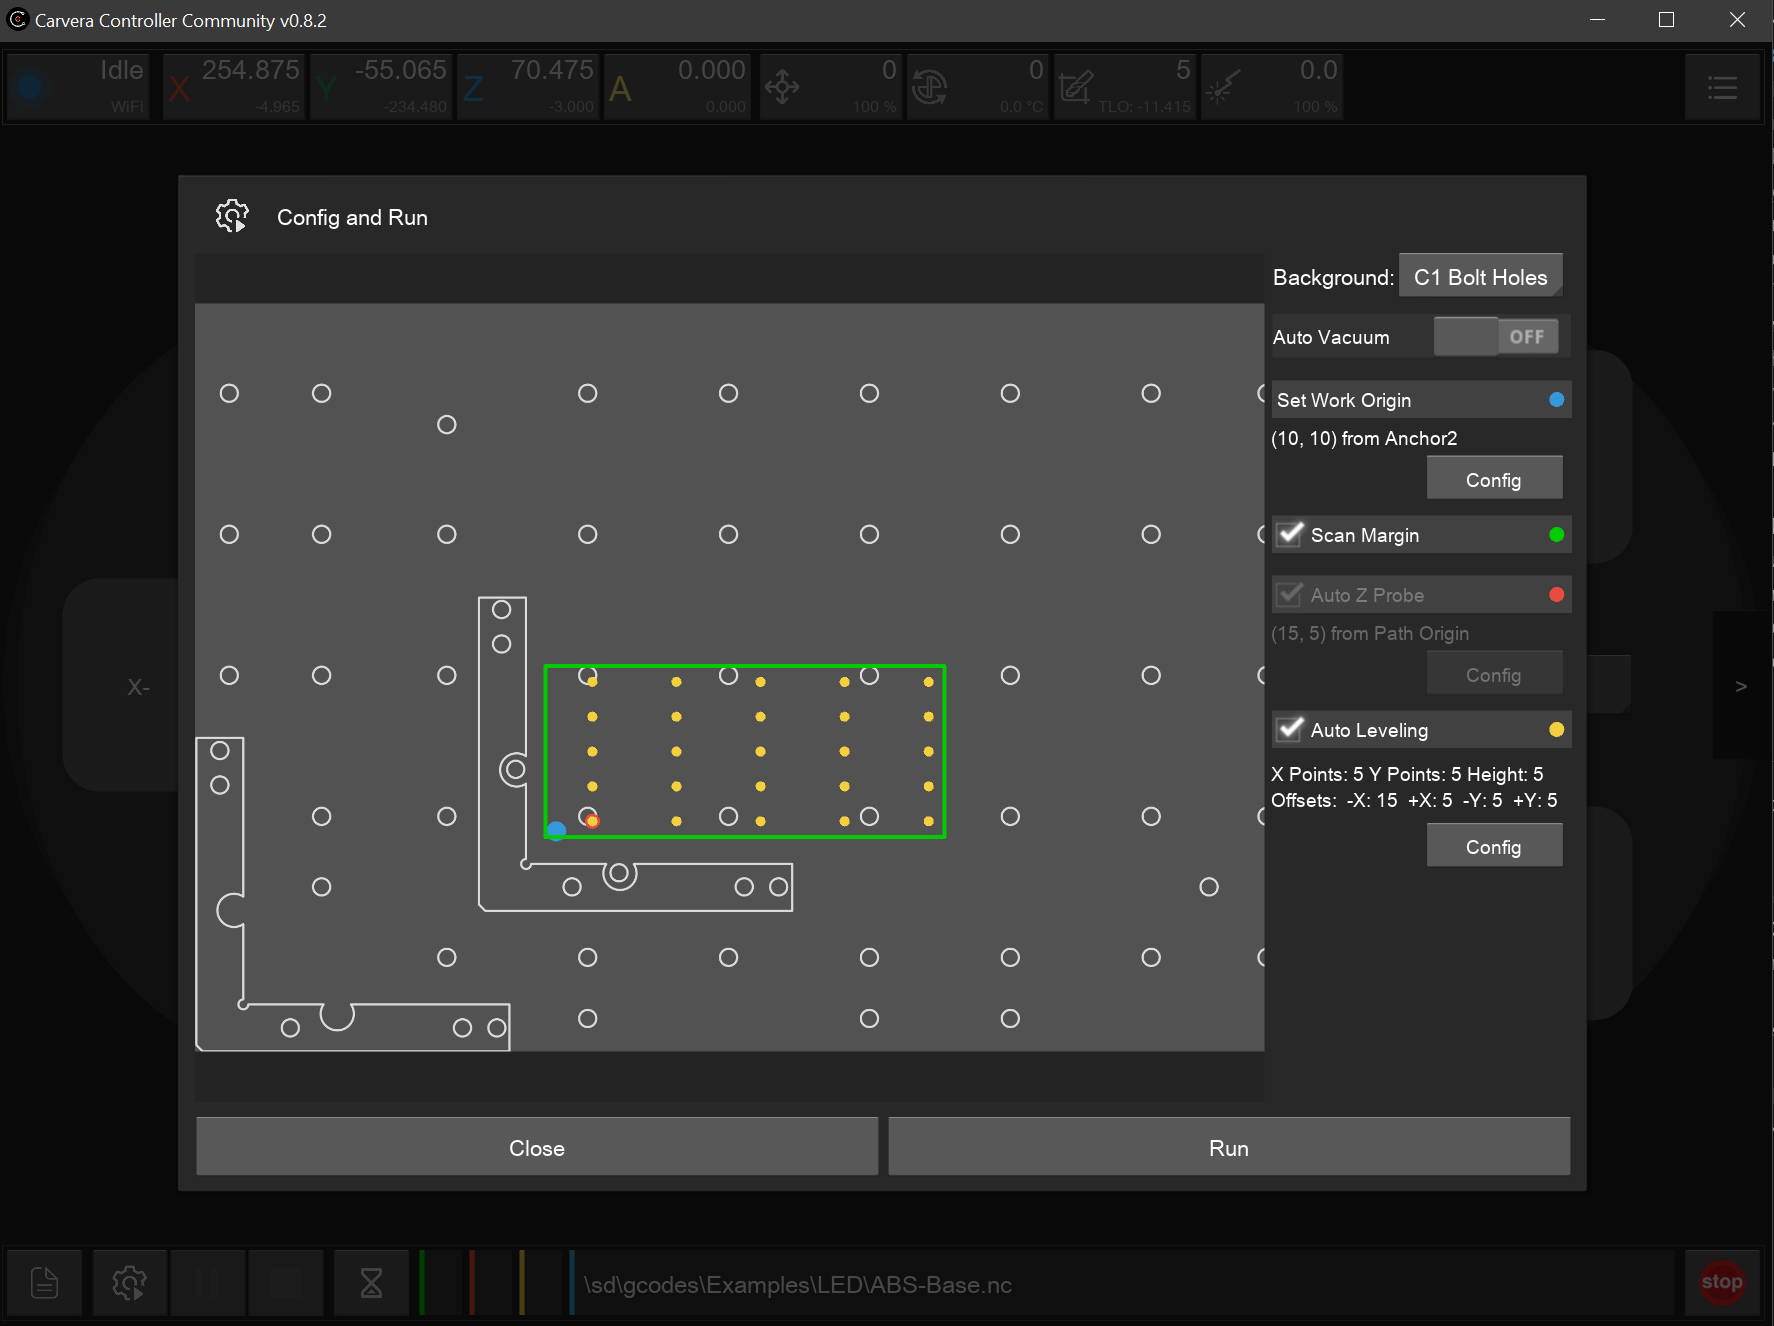 Carvera Controller Community v0.8.2
Idle
WiFi
X 254.875
-4.965
Y -55.065
-234.480
Z 70.475
-3.000
A 0.000
0.000
0
100 %
0
0.0 °C
5
TLO: -11.415
0.0
100 %
Config and Run
Background: C1 Bolt Holes
Auto Vacuum OFF
Set Work Origin
(10, 10) from Anchor2
Config
Scan Margin
Auto Z Probe
(15, 5) from Path Origin
Config
Auto Leveling
X Points: 5 Y Points: 5 Height: 5
Offsets: -X: 15 +X: 5 -Y: 5 +Y: 5
Config
X-
>
Close
Run
\sd\gcodes\Examples\LED\ABS-Base.nc
stop